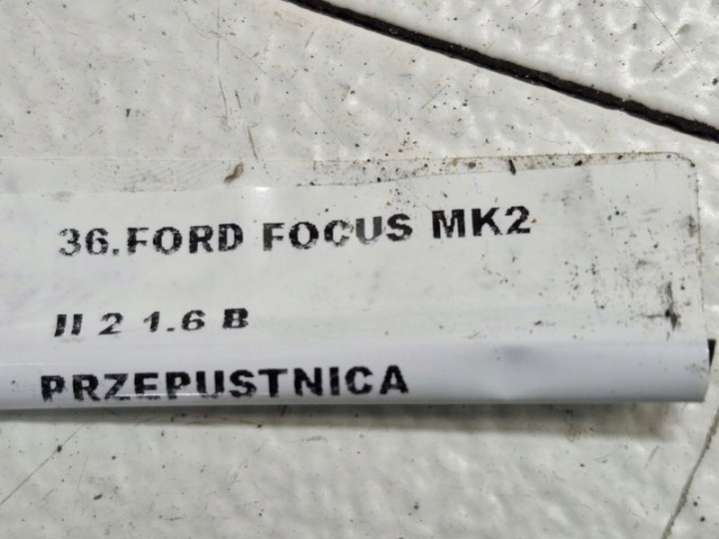 36.FORD FOCUS MK2
II 2 1.6 B
PRZEPUSTNICA